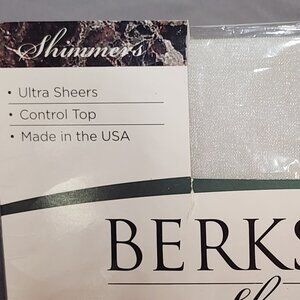 Shimmers
• Ultra Sheers
• Control Top
• Made in the USA
BERKS